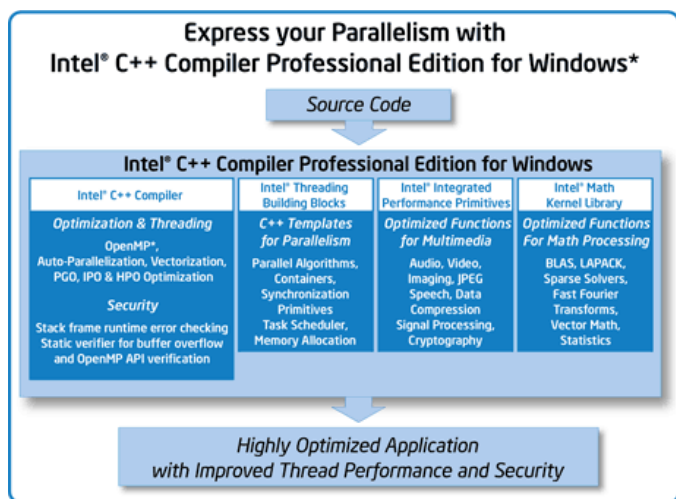 Express your Parallelism with
Intel® C++ Compiler Professional Edition for Windows*
Source Code
Intel® C++ Compiler Professional Edition for Windows
Intel® C++ Compiler
Optimization & Threading
OpenMP*,
Auto-Parallelization, Vectorization,
PGO, IPO & HPO Optimization
Security
Stack frame runtime error checking
Static verifier for buffer overflow
and OpenMP API verification
Intel® Threading
Building Blocks
C++ Templates
for Parallelism
Parallel Algorithms,
Containers,
Synchronization
Primitives
Task Scheduler,
Memory Allocation
Intel® Integrated
Performance Primitives
Optimized Functions
for Multimedia
Audio, Video,
Imaging, JPEG
Speech, Data
Compression
Signal Processing,
Cryptography
Intel® Math
Kernel Library
Optimized Functions
For Math Processing
BLAS, LAPACK,
Sparse Solvers,
Fast Fourier
Transforms,
Vector Math,
Statistics
Highly Optimized Application
with Improved Thread Performance and Security